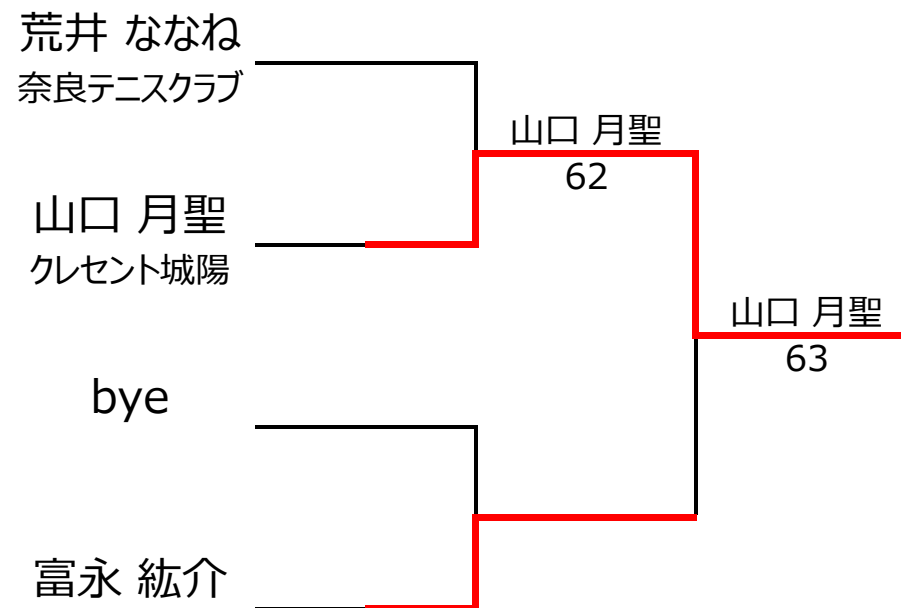 荒井 ななね
奈良テニスクラブ
山口 月聖
62
山口 月聖
クレセント城陽
山口 月聖
63
bye
富永 紘介